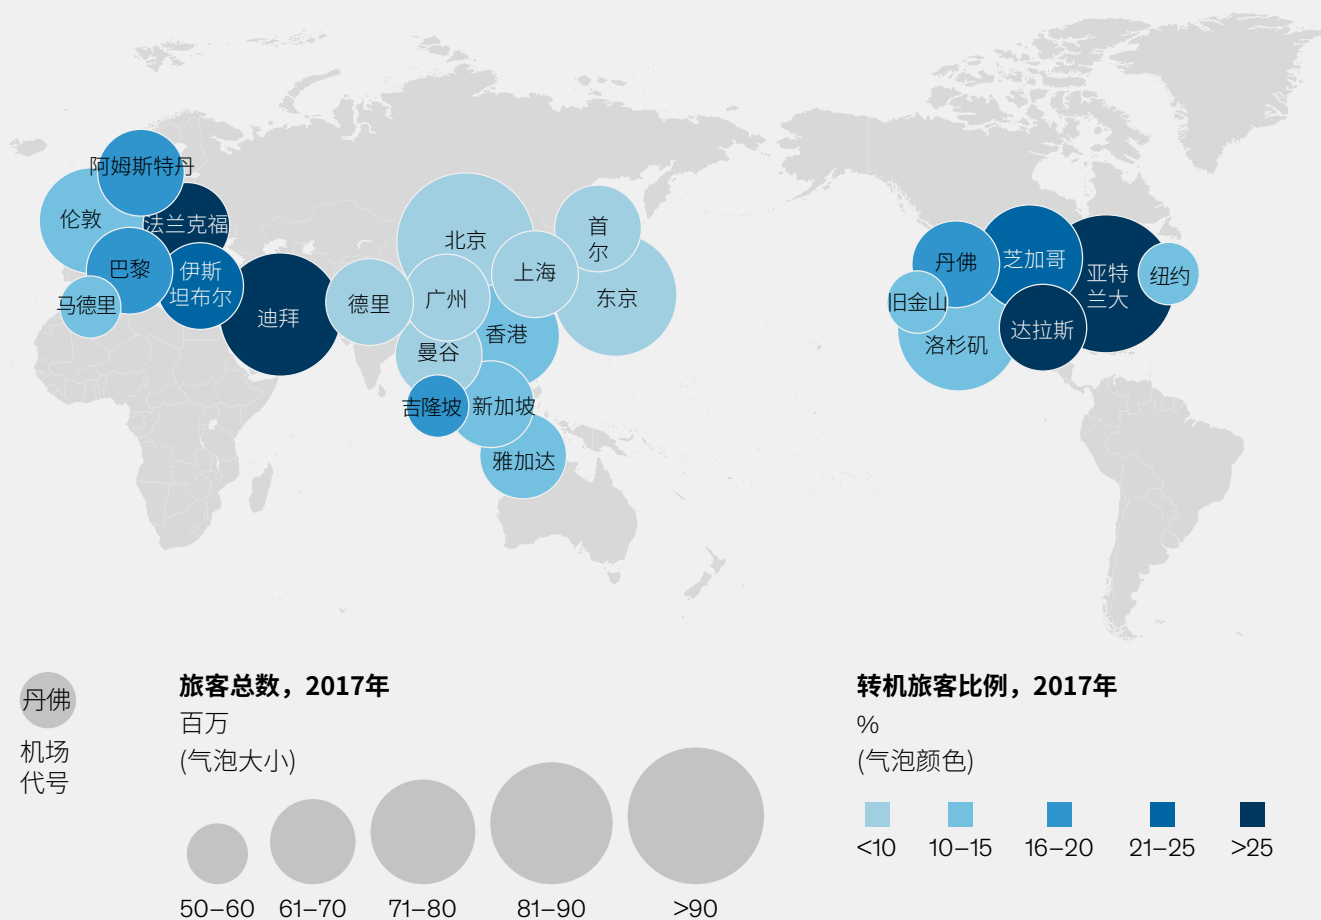 阿姆斯特丹
伦敦
法兰克福
巴黎
伊斯
坦布尔
马德里
迪拜
德里
北京
首
尔
上海
广州
东京
香港
曼谷
吉隆坡
新加坡
雅加达
丹佛
芝加哥
亚特
兰大
纽约
旧金山
达拉斯
洛杉矶
丹佛
机场
代号
旅客总数，2017年
百万
(气泡大小)
50–60
61–70
71–80
81–90
>90
转机旅客比例，2017年
%
(气泡颜色)
<10
10–15
16–20
21–25
>25